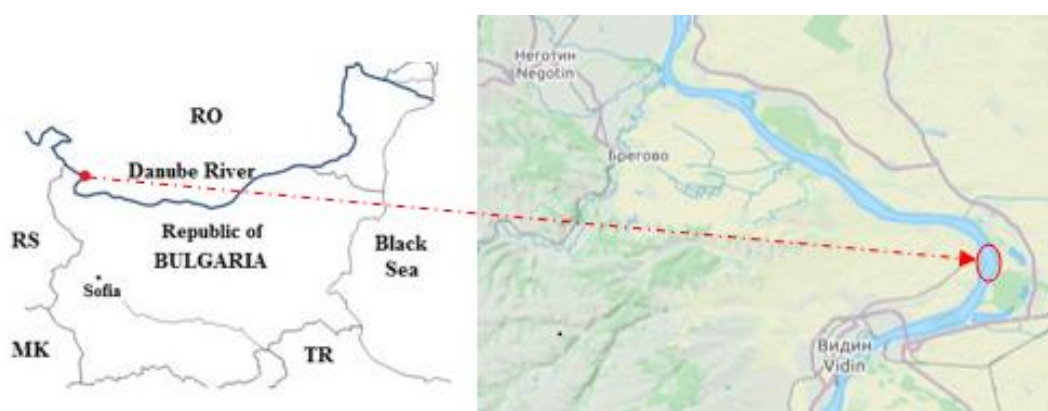 RO
Danube River
RS
Republic of
BULGARIA
Black
Sea
Sofia
MK
TR
Неготин
Negotin
Брегово
Видин
Vidin